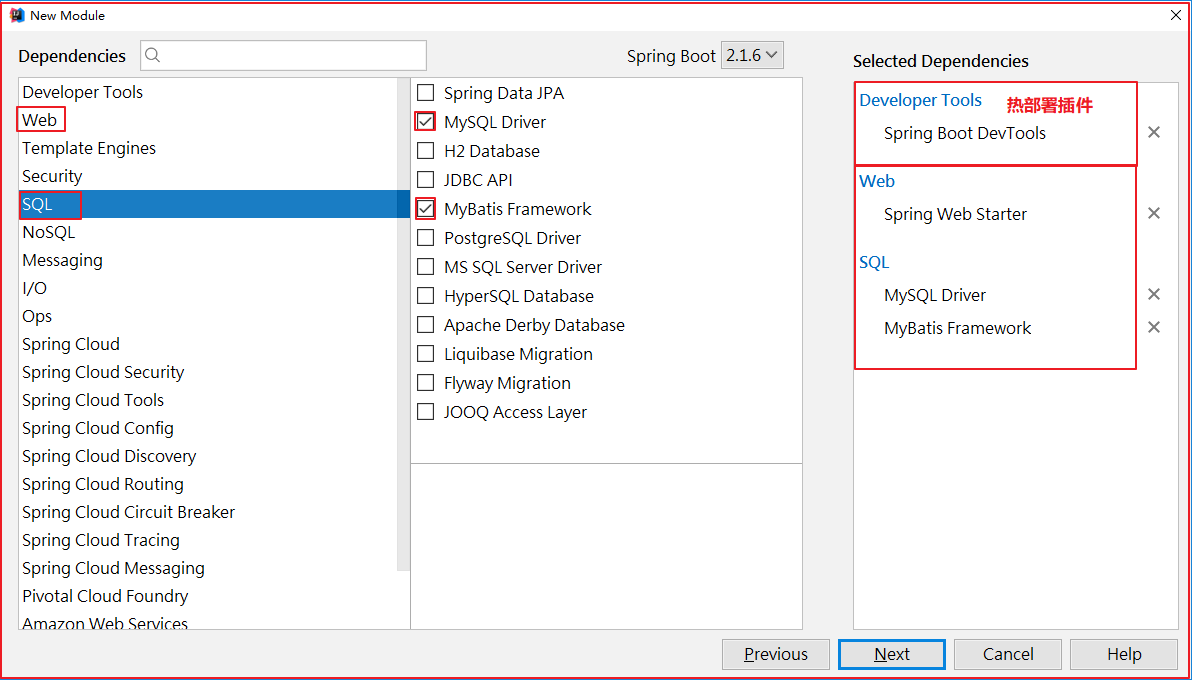 New Module
Dependencies
Spring Boot 2.1.6
Selected Dependencies
Developer Tools
Web
Template Engines
Security
SQL
NoSQL
Messaging
I/O
Ops
Spring Cloud
Spring Cloud Security
Spring Cloud Tools
Spring Cloud Config
Spring Cloud Discovery
Spring Cloud Routing
Spring Cloud Circuit Breaker
Spring Cloud Tracing
Spring Cloud Messaging
Pivotal Cloud Foundry
Amazon Web Services
Spring Data JPA
MySQL Driver
H2 Database
JDBC API
MyBatis Framework
PostgreSQL Driver
MS SQL Server Driver
HyperSQL Database
Apache Derby Database
Liquibase Migration
Flyway Migration
JOOQ Access Layer
Developer Tools 热部署插件
Spring Boot DevTools
Web
Spring Web Starter
SQL
MySQL Driver
MyBatis Framework
Previous
Next
Cancel
Help